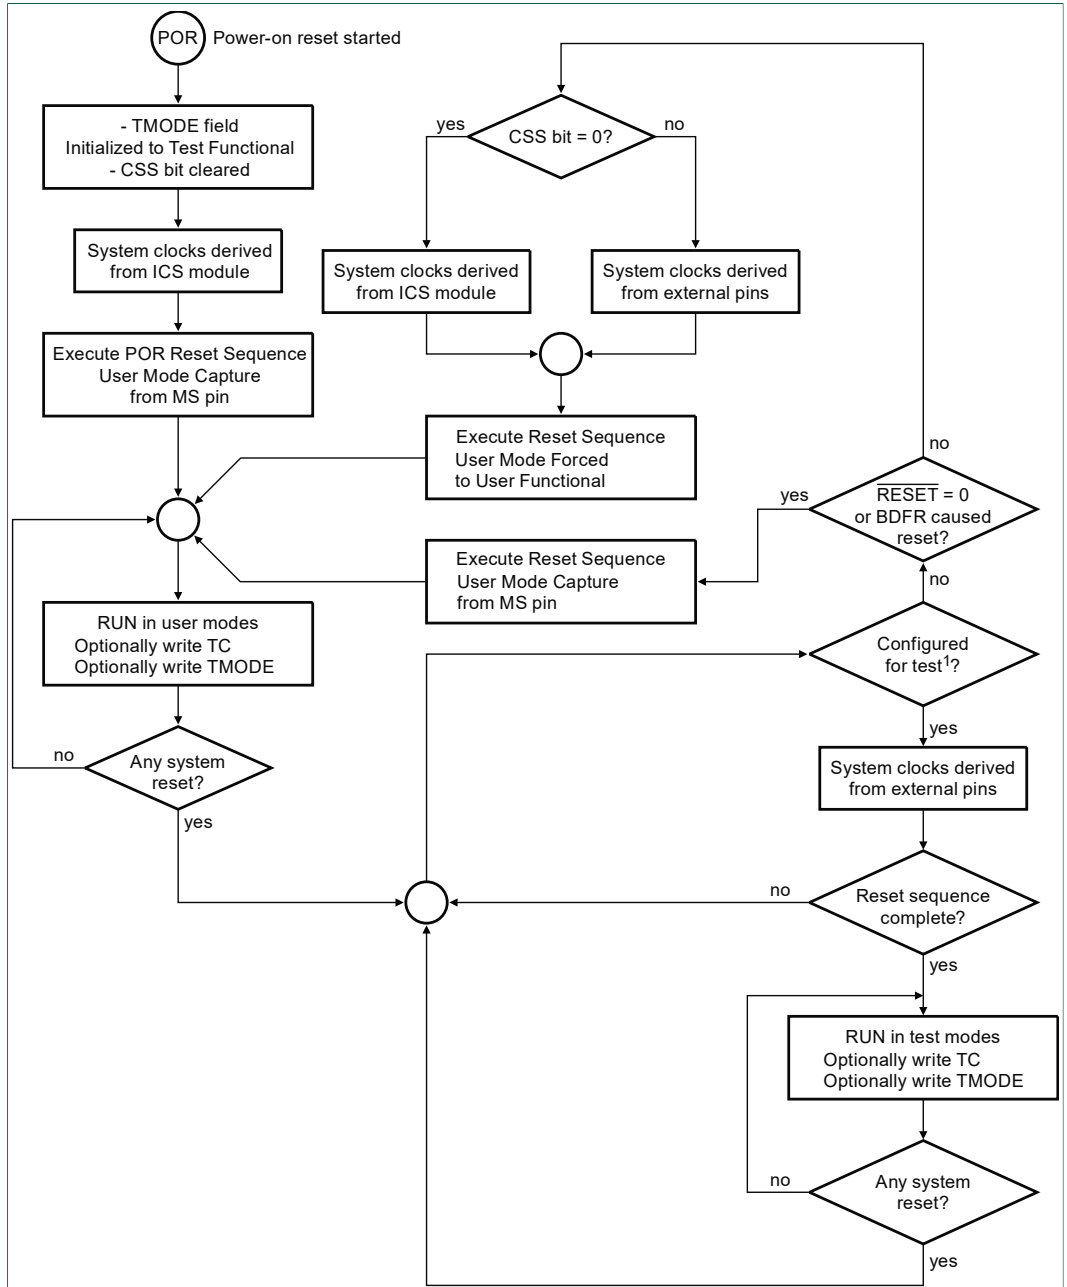 POR
Power-on reset started
- TMODE field
Initialized to Test Functional
- CSS bit cleared
System clocks derived
from ICS module
Execute POR Reset Sequence
User Mode Capture
from MS pin
RUN in user modes
Optionally write TC
Optionally write TMODE
Any system
reset?
no
yes
CSS bit = 0?
yes
no
System clocks derived
from ICS module
System clocks derived
from external pins
Execute Reset Sequence
User Mode Forced
to User Functional
Execute Reset Sequence
User Mode Capture
from MS pin
no
yes
RESET = 0
or BDFR caused
reset?
no
Configured
for test1?
yes
System clocks derived
from external pins
no
Reset sequence
complete?
yes
RUN in test modes
Optionally write TC
Optionally write TMODE
no
Any system
reset?
yes